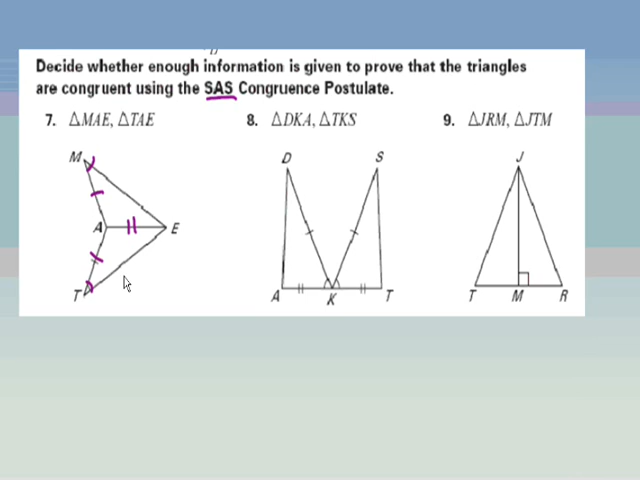 Decide whether enough information is given to prove that the triangles
are congruent using the SAS Congruence Postulate.
7. △MAE, △TAE
8. △DKA, △TKS
9. △JRM, △JTM
M
A
E
T
D
S
A
K
T
J
T
M
R